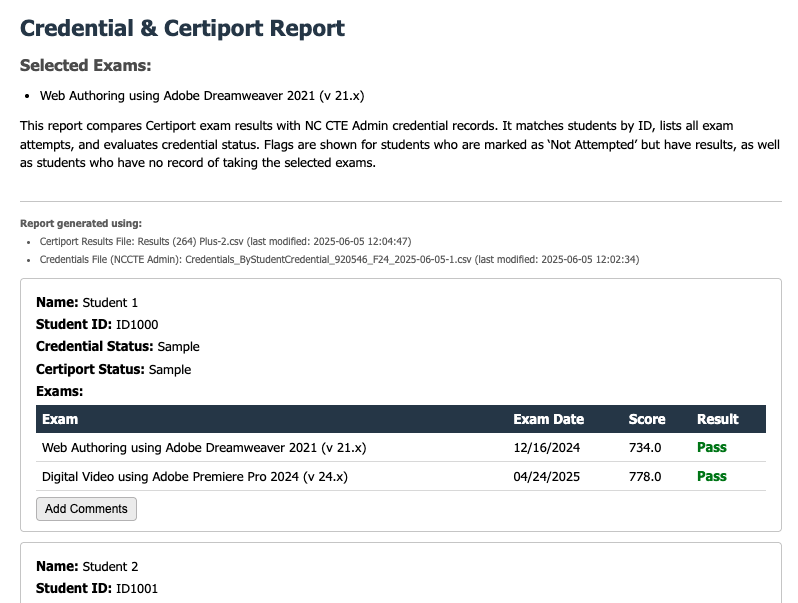 Credential & Certiport Report
Selected Exams:
• Web Authoring using Adobe Dreamweaver 2021 (v 21.x)
This report compares Certiport exam results with NC CTE Admin credential records. It matches students by ID, lists all exam
attempts, and evaluates credential status. Flags are shown for students who are marked as ‘Not Attempted’ but have results, as well
as students who have no record of taking the selected exams.
Report generated using:
• Certiport Results File: Results (264) Plus-2.csv (last modified: 2025-06-05 12:04:47)
• Credentials File (NCCTE Admin): Credentials_ByStudentCredential_920546_F24_2025-06-05-1.csv (last modified: 2025-06-05 12:02:34)
Name: Student 1
Student ID: ID1000
Credential Status: Sample
Certiport Status: Sample
Exams:
Exam Exam Date Score Result
Web Authoring using Adobe Dreamweaver 2021 (v 21.x) 12/16/2024 734.0 Pass
Digital Video using Adobe Premiere Pro 2024 (v 24.x) 04/24/2025 778.0 Pass
Add Comments
Name: Student 2
Student ID: ID1001